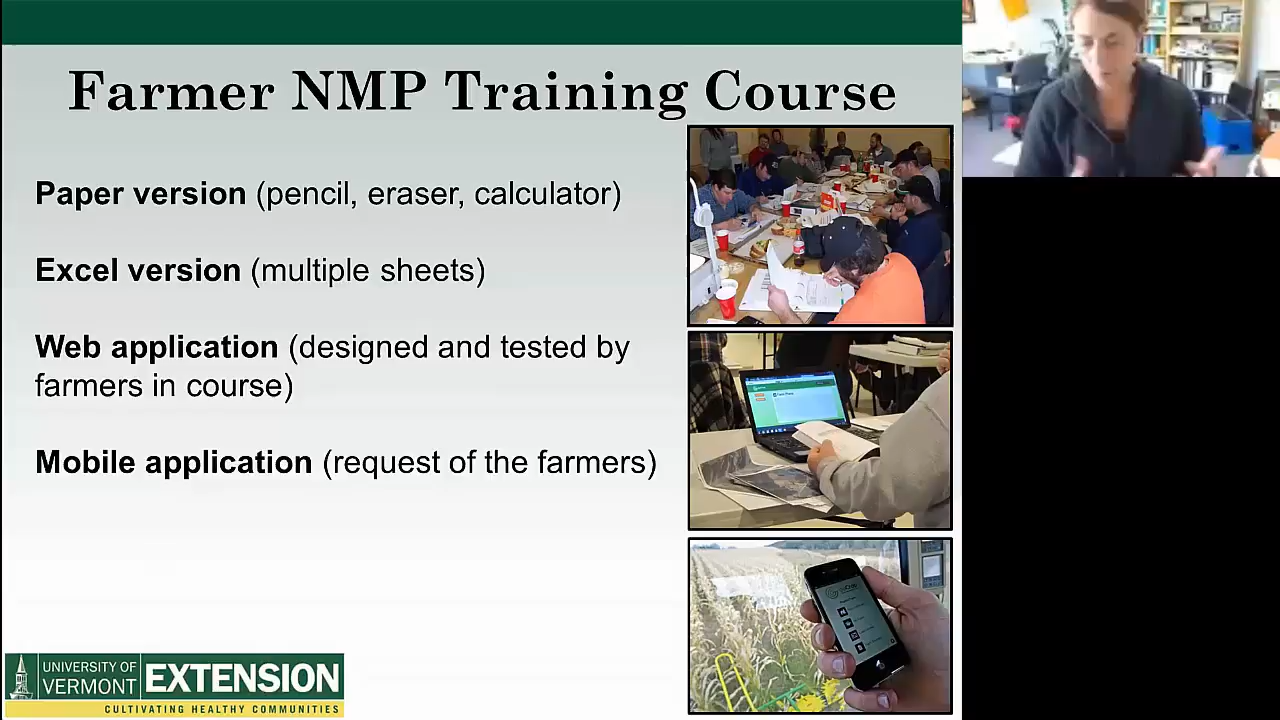 Farmer NMP Training Course
Paper version (pencil, eraser, calculator)
Excel version (multiple sheets)
Web application (designed and tested by
farmers in course)
Mobile application (request of the farmers)
UNIVERSITY OF
VERMONT
EXTENSION
CULTIVATING HEALTHY COMMUNITIES